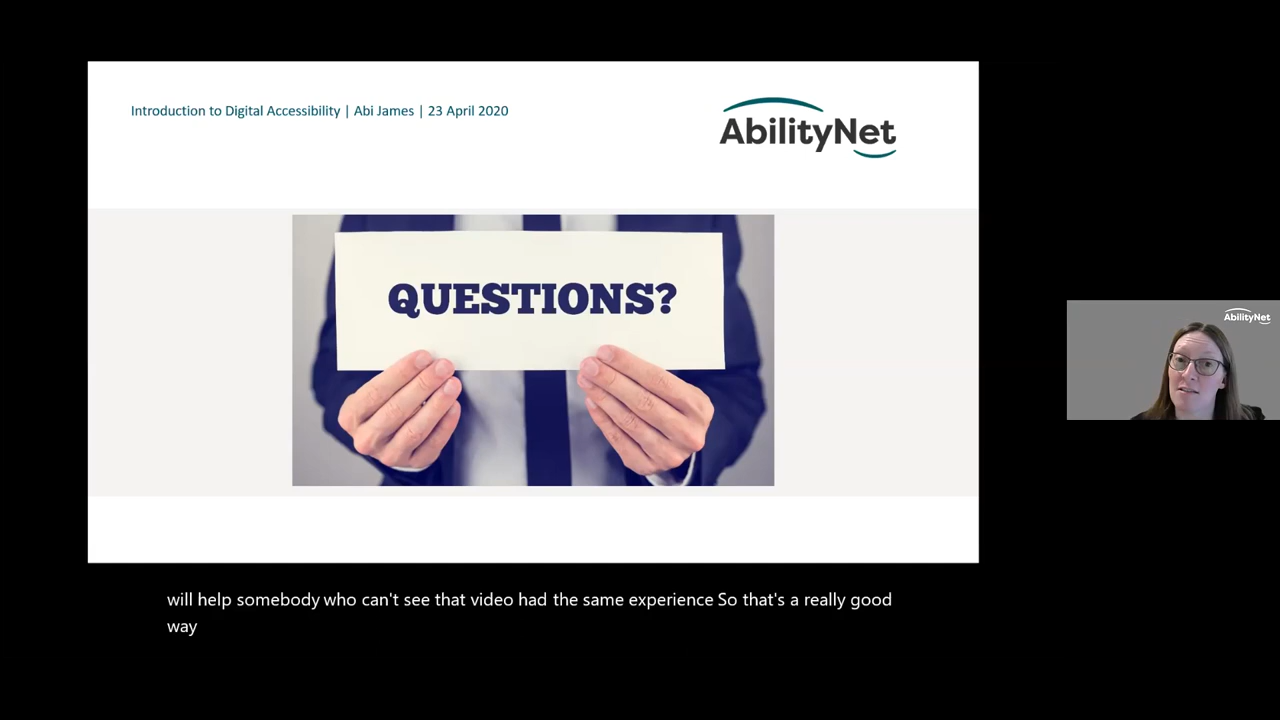 Introduction to Digital Accessibility | Abi James | 23 April 2020
AbilityNet
QUESTIONS?
AbilityNet
will help somebody who can't see that video had the same experience So that's a really good
way